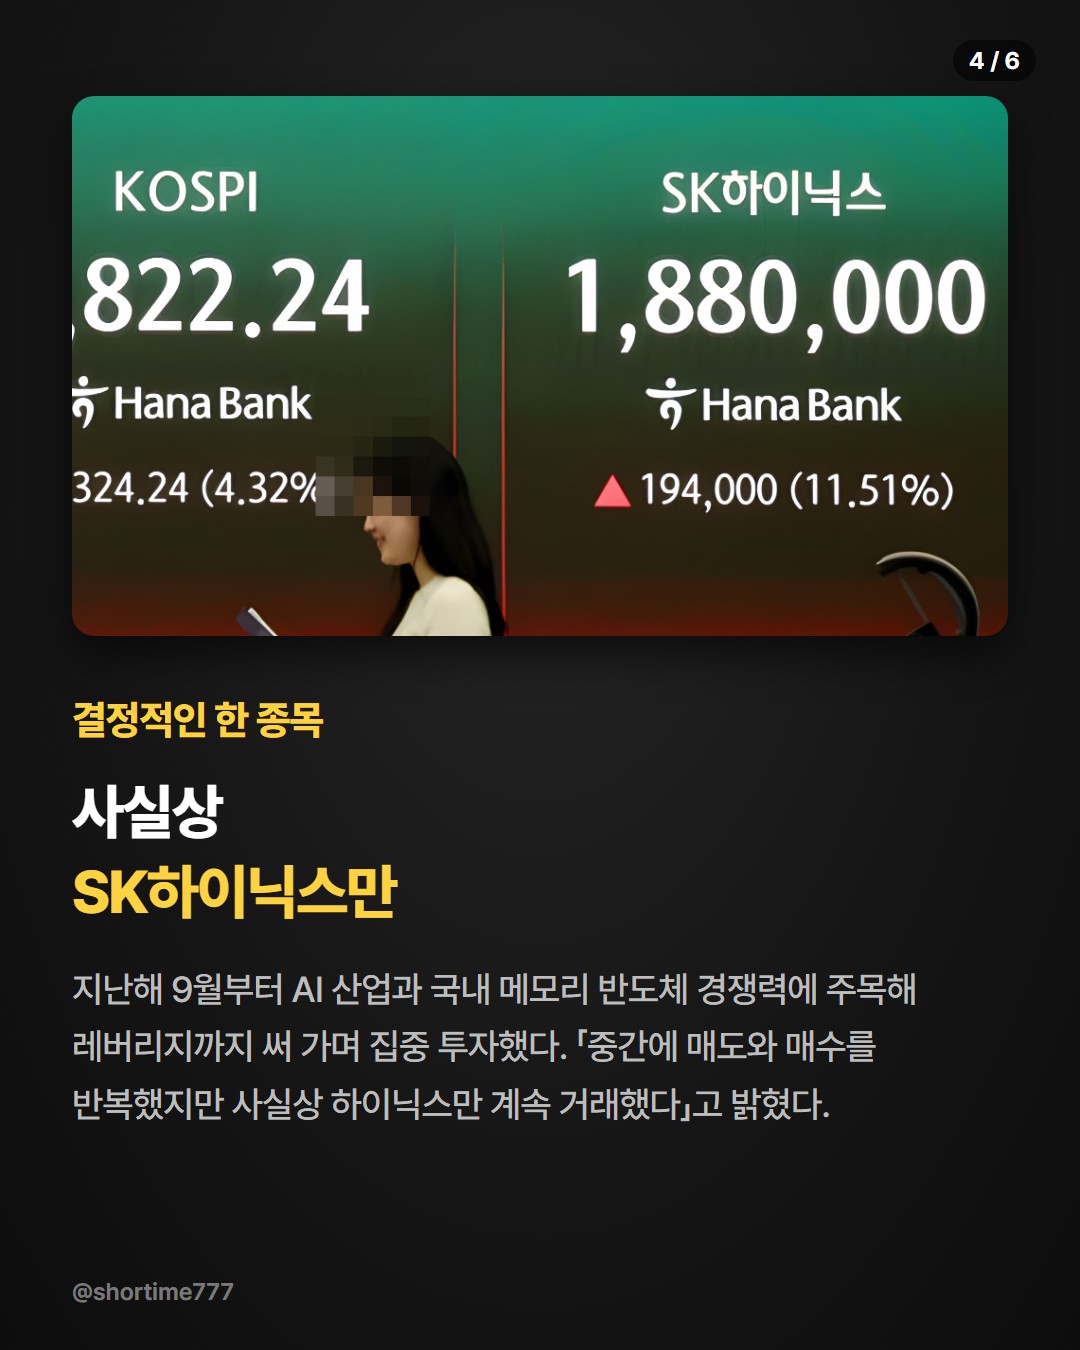 4 / 6
KOSPI
,822.24
Hana Bank
324.24 (4.32%
SK하이닉스
1,880,000
Hana Bank
▲ 194,000 (11.51%)
결정적인 한 종목
사실상
SK하이닉스만
지난해 9월부터 AI 산업과 국내 메모리 반도체 경쟁력에 주목해
레버리지까지 써 가며 집중 투자했다. 「중간에 매도와 매수를
반복했지만 사실상 하이닉스만 계속 거래했다」고 밝혔다.
@shortime777